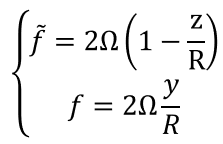 f̃ = 2Ω (1 − z/R)
f = 2Ω y/R